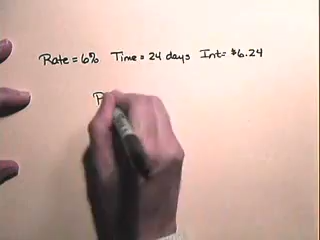 Rate = 6% Time = 24 days Int = $6.24
P